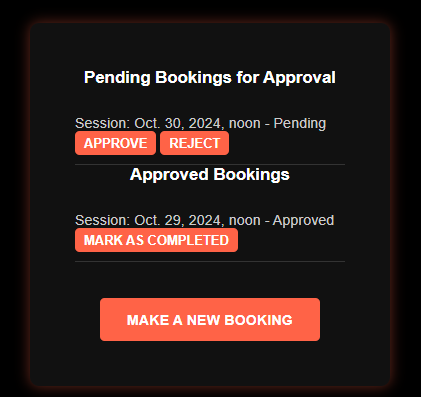 Pending Bookings for Approval
Session: Oct. 30, 2024, noon - Pending
APPROVE REJECT
Approved Bookings
Session: Oct. 29, 2024, noon - Approved
MARK AS COMPLETED
MAKE A NEW BOOKING